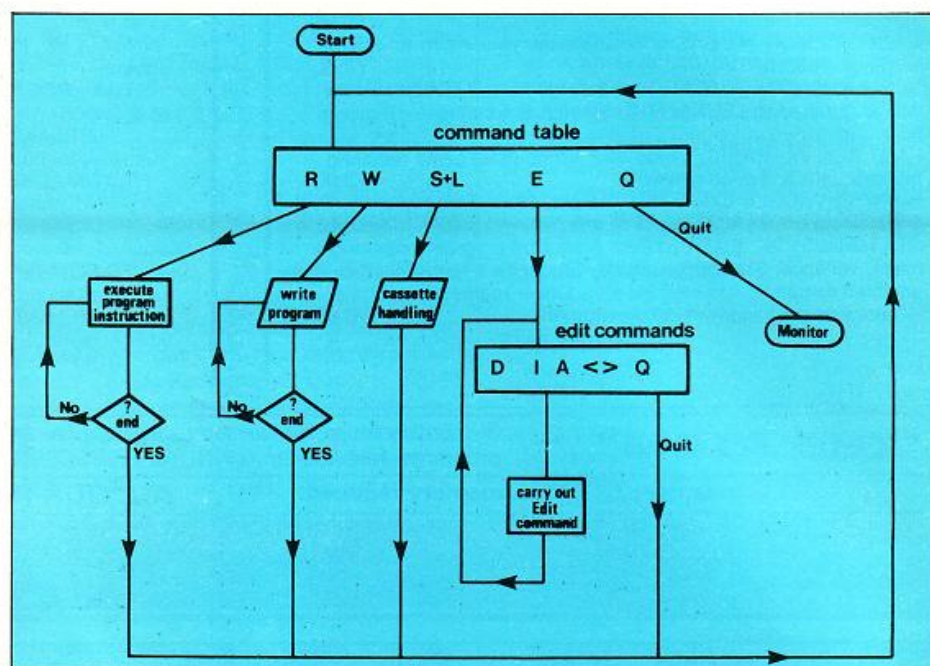 Start
command table
R W S+L E Q
Quit
execute
program
instruction
write
program
cassette
handling
Monitor
edit commands
D I A < > Q
No
?
end
YES
No
?
end
YES
Quit
carry out
Edit
command